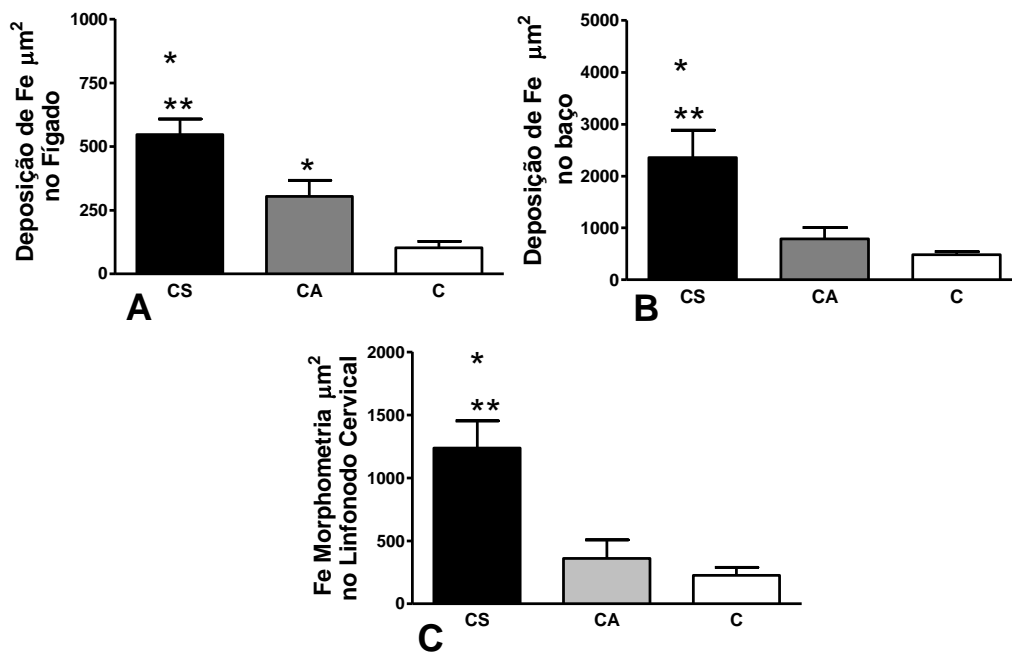 Deposição de Fe μm²
no Fígado
1000
750
500
250
0
*
**
*
CS
CA
C
A
Deposição de Fe μm²
no baço
5000
4000
3000
2000
1000
0
*
**
CS
CA
C
B
Fe Morphometria μm²
no Linfonodo Cervical
2000
1500
1000
500
0
*
**
CS
CA
C
C